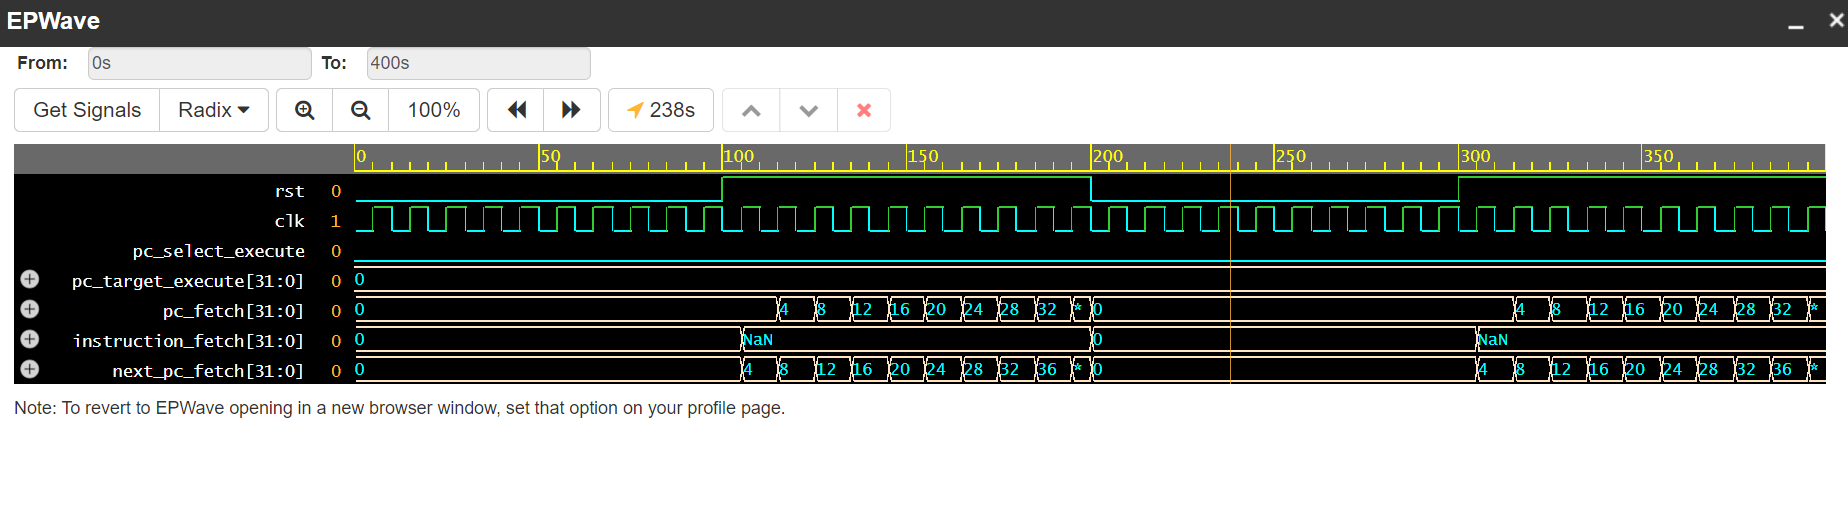 EPWave
From: 0s To: 400s
Get Signals Radix 100% 238s
0 50 100 150 200 250 300 350
rst 0
clk 1
pc_select_execute 0
pc_target_execute[31:0] 0 0
pc_fetch[31:0] 0 0 4 8 12 16 20 24 28 32 * 0 4 8 12 16 20 24 28 32 *
instruction_fetch[31:0] 0 0 NaN 0 NaN
next_pc_fetch[31:0] 0 0 4 8 12 16 20 24 28 32 36 * 0 4 8 12 16 20 24 28 32 36 *
Note: To revert to EPWave opening in a new browser window, set that option on your profile page.